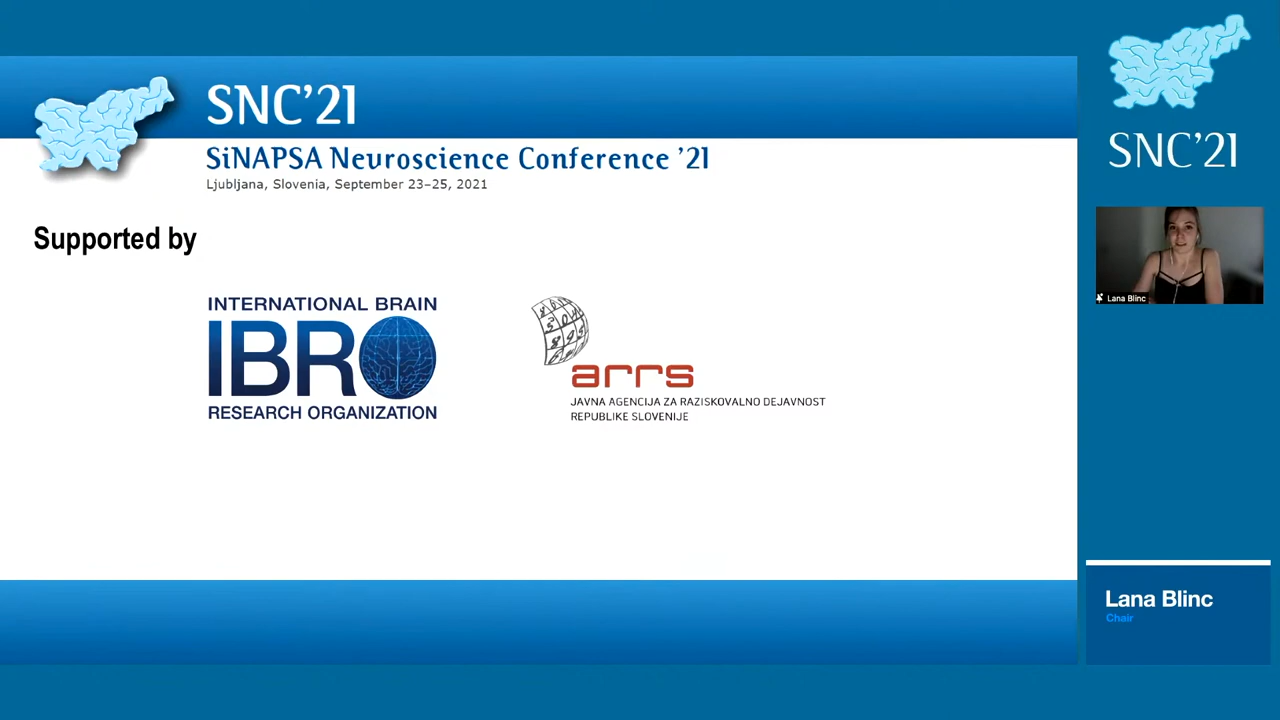 SNC’21
SiNAPSA Neuroscience Conference ’21
Ljubljana, Slovenia, September 23–25, 2021
Supported by
INTERNATIONAL BRAIN
IBRO
RESEARCH ORGANIZATION
arrs
JAVNA AGENCIJA ZA RAZISKOVALNO DEJAVNOST
REPUBLIKE SLOVENIJE
SNC’21
Lana Blinc
Lana Blinc
Chair